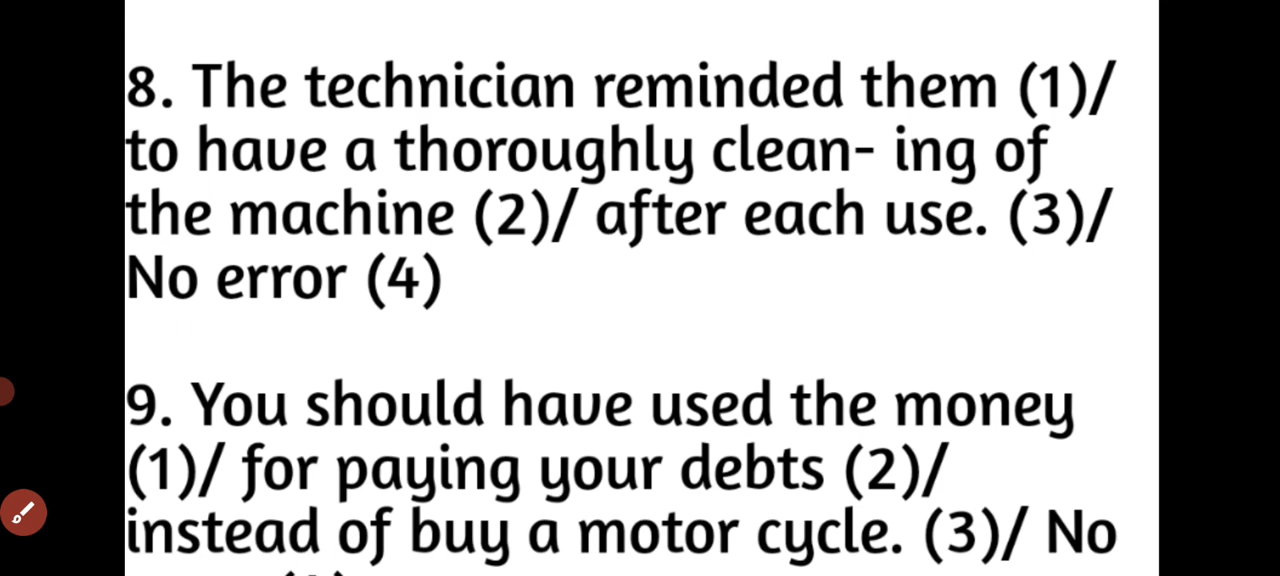 8. The technician reminded them (1)/
to have a thoroughly clean- ing of
the machine (2)/ after each use. (3)/
No error (4)
9. You should have used the money
(1)/ for paying your debts (2)/
instead of buy a motor cycle. (3)/ No